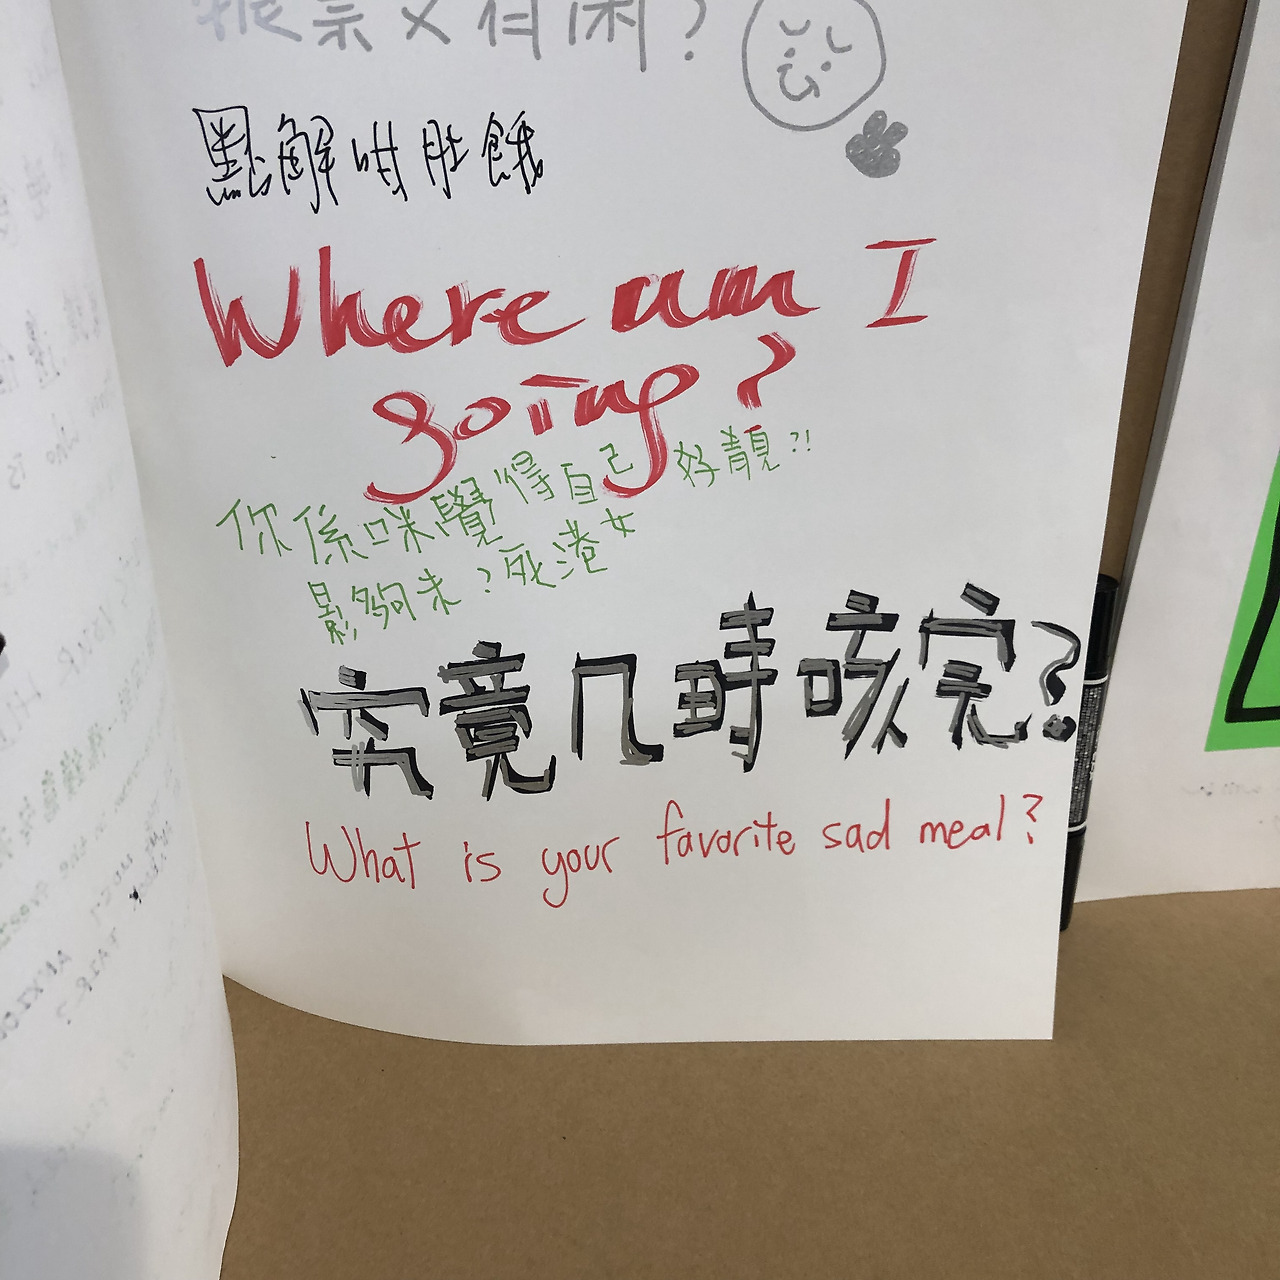 點解咁肚餓
Where am I
going?
你係咪覺得自己好靚?!
影夠未?死港女
究竟几時咳完?
What is your favorite sad meal?